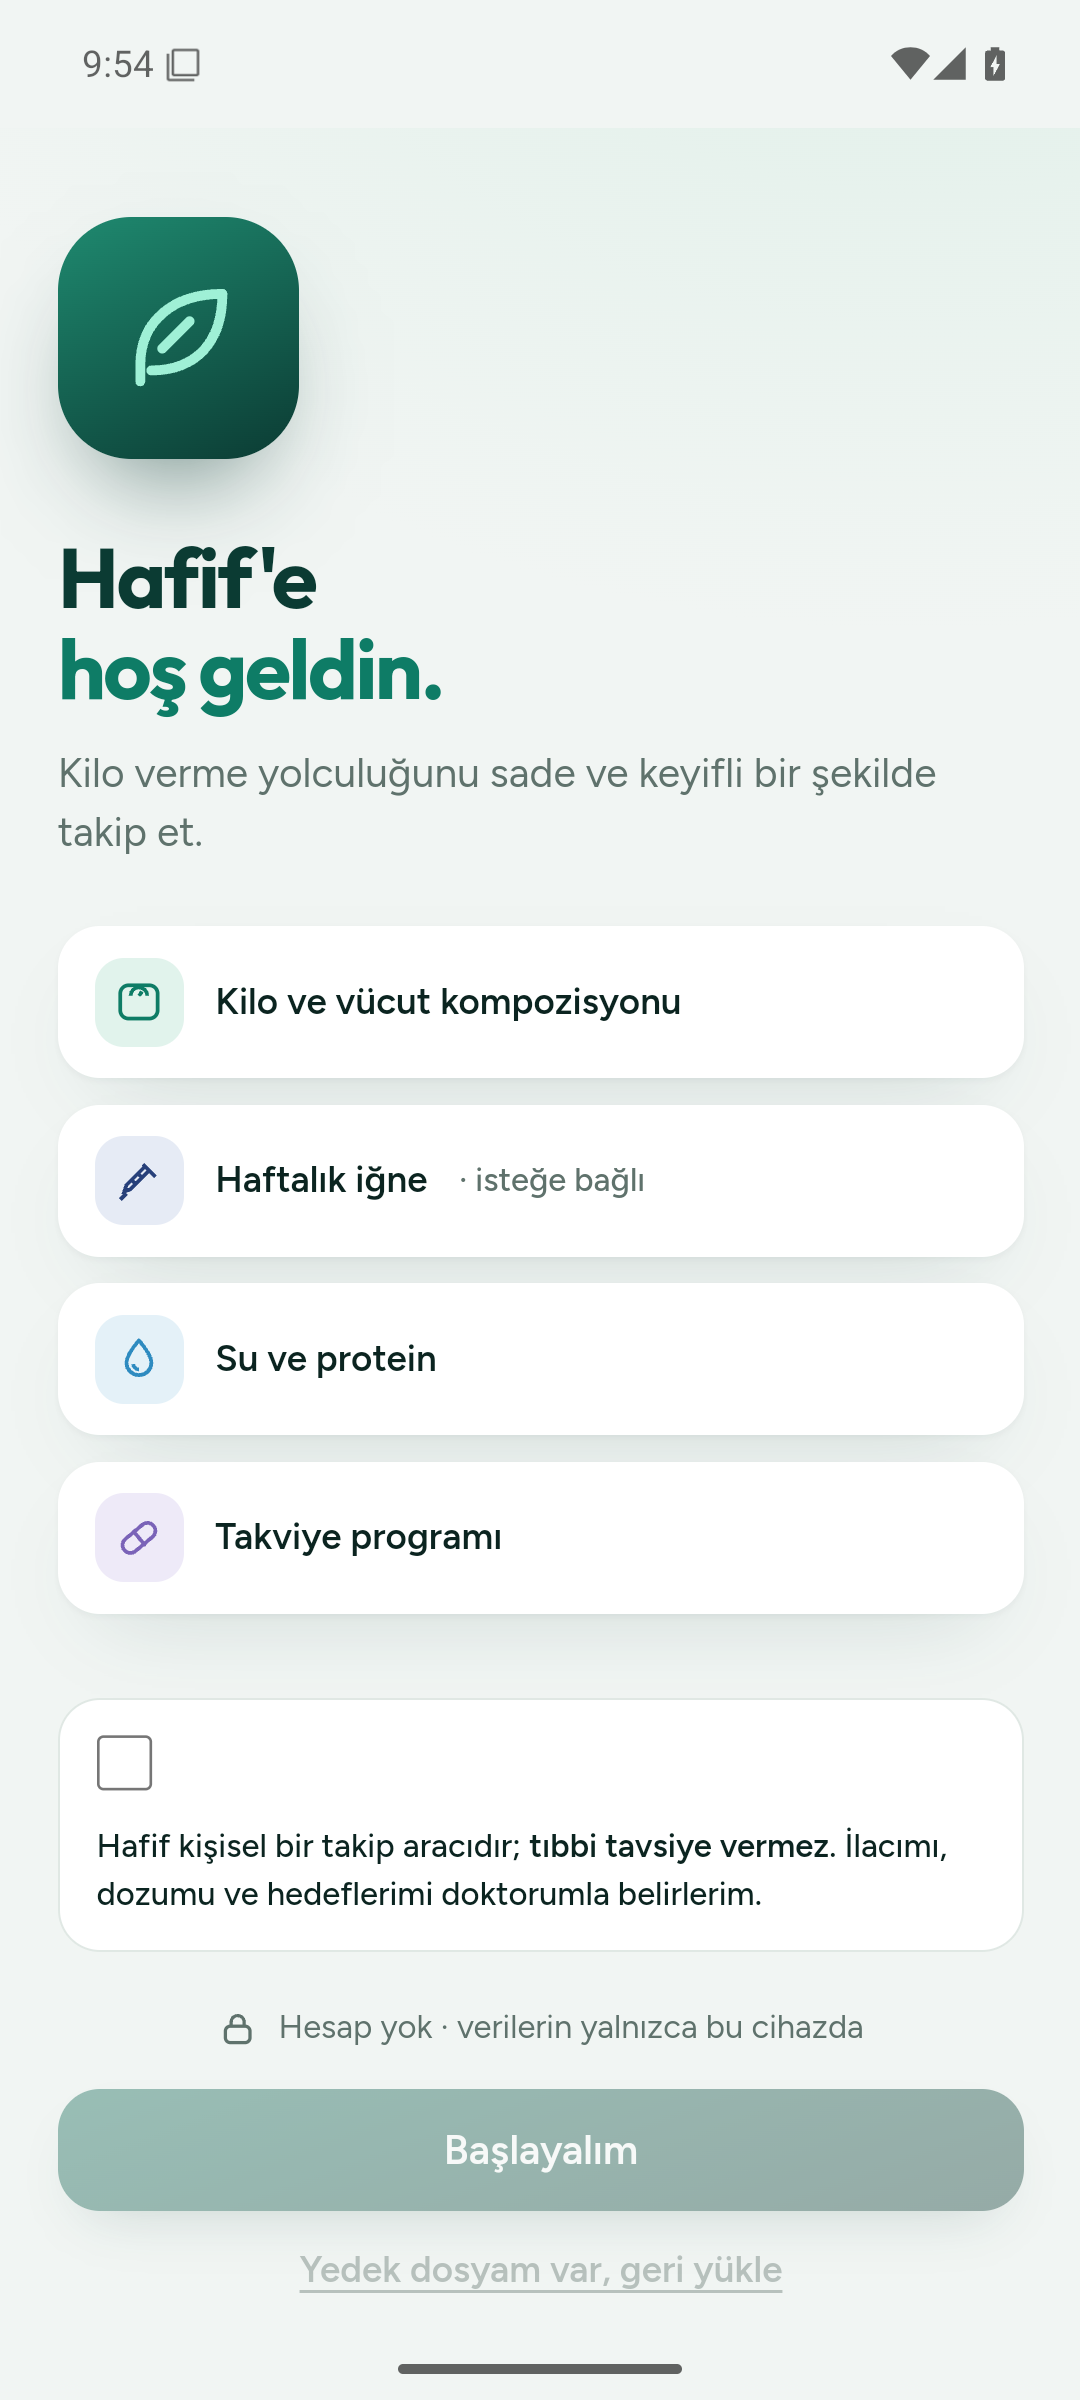 9:54
Hafif'e
hoş geldin.
Kilo verme yolculuğunu sade ve keyifli bir şekilde
takip et.
Kilo ve vücut kompozisyonu
Haftalık iğne · isteğe bağlı
Su ve protein
Takviye programı
Hafif kişisel bir takip aracıdır; tıbbi tavsiye vermez. İlacımı,
dozumu ve hedeflerimi doktorumla belirlerim.
Hesap yok · verilerin yalnızca bu cihazda
Başlayalım
Yedek dosyam var, geri yükle